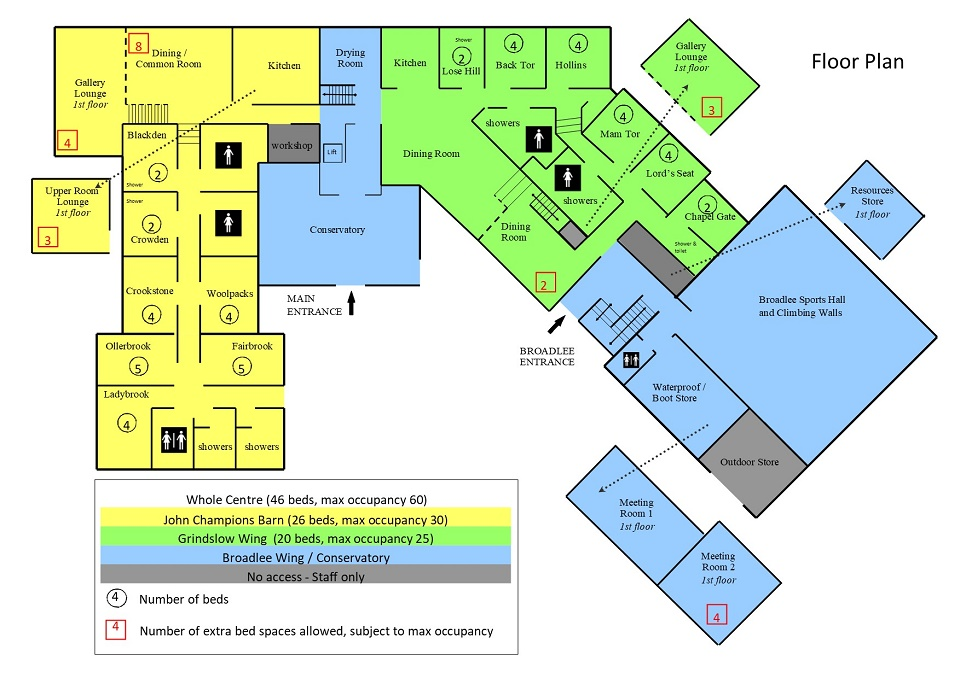 Floor Plan
8
Dining /
Common Room
Kitchen
Drying
Room
Kitchen
Shower
2
Lose Hill
4
Back Tor
4
Hollins
Gallery
Lounge
1st floor
3
Gallery
Lounge
1st floor
4
Blackden
2
Shower
workshop
Lift
Dining Room
showers
4
Mam Tor
4
Lord's Seat
showers
2
Chapel Gate
Shower &
toilet
Dining
Room
2
Resources
Store
1st floor
Upper Room
Lounge
1st floor
3
Shower
2
Crowden
Conservatory
Crookstone
4
Woolpacks
4
MAIN
ENTRANCE
Broadlee Sports Hall
and Climbing Walls
BROADLEE
ENTRANCE
Ollerbrook
5
Fairbrook
5
Ladybrook
4
showers
showers
Waterproof /
Boot Store
Outdoor Store
Meeting
Room 1
1st floor
Meeting
Room 2
1st floor
4
Whole Centre (46 beds, max occupancy 60)
John Champions Barn (26 beds, max occupancy 30)
Grindslow Wing (20 beds, max occupancy 25)
Broadlee Wing / Conservatory
No access - Staff only
4 Number of beds
4 Number of extra bed spaces allowed, subject to max occupancy